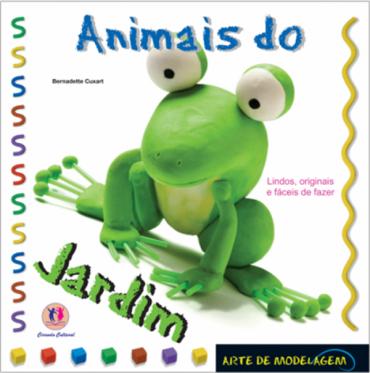 Animais do
Bernadette Cuxart
Lindos, originais
e fáceis de fazer
Jardim
Ciranda Cultural
ARTE DE MODELAGEM
S
S
S
S
S
S
S
S
S
S
S